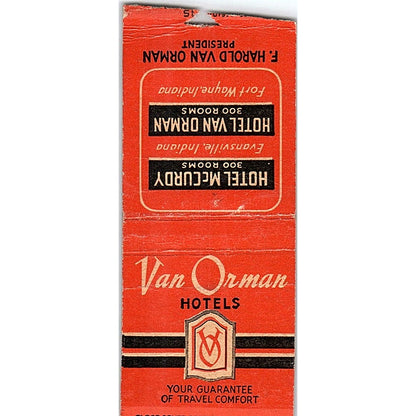 F. HAROLD VAN ORMAN
PRESIDENT
HOTEL McCURDY
300 ROOMS
Evansville, Indiana
HOTEL VAN ORMAN
300 ROOMS
Fort Wayne, Indiana
Van Orman
HOTELS
VO
YOUR GUARANTEE
OF TRAVEL COMFORT